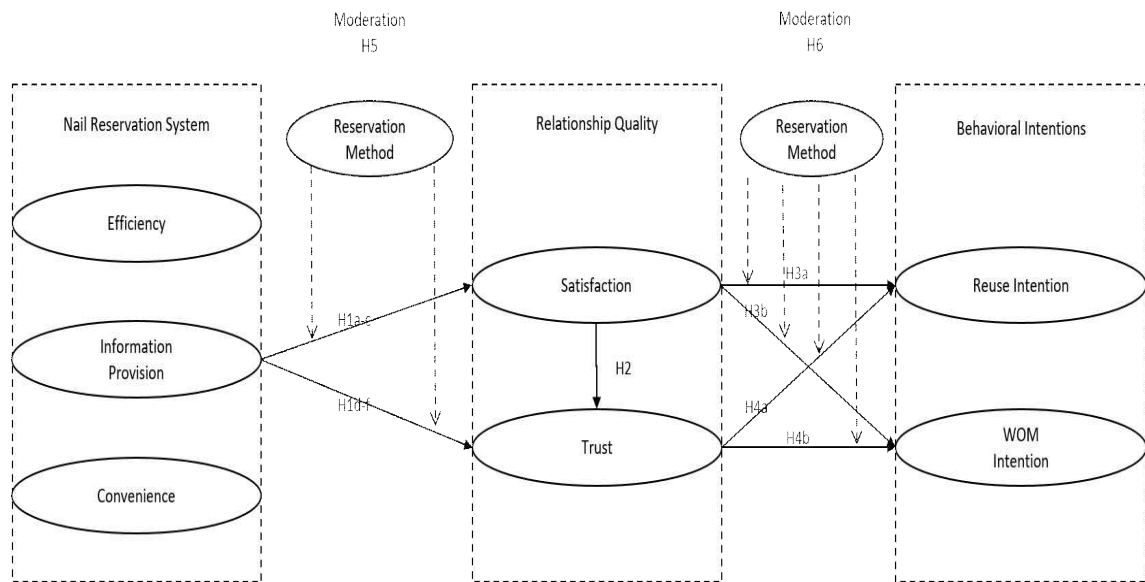 Moderation
H5
Moderation
H6
Nail Reservation System
Reservation
Method
Relationship Quality
Reservation
Method
Behavioral Intentions
Efficiency
Satisfaction
H3a
Reuse Intention
H1a-c
H3b
Information
Provision
H2
H1d-f
H4a
Trust
H4b
WOM
Intention
Convenience